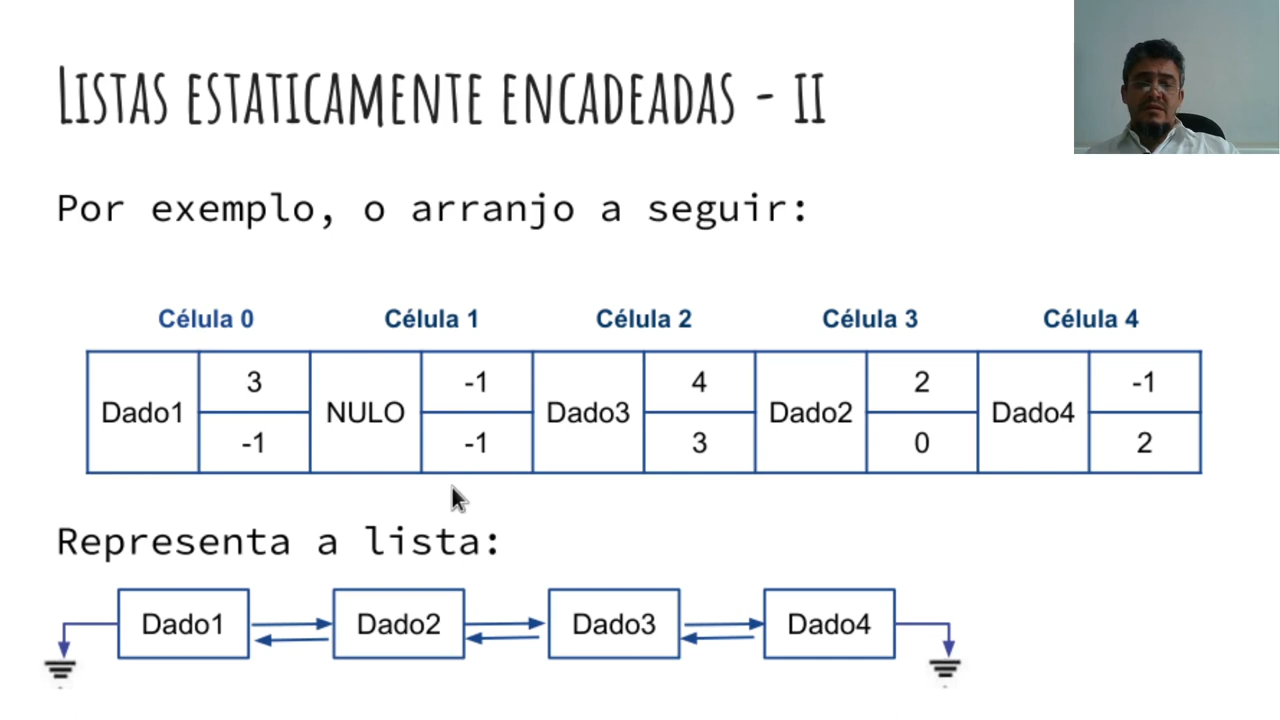 Listas estaticamente encadeadas - II
Por exemplo, o arranjo a seguir:
Célula 0 Célula 1 Célula 2 Célula 3 Célula 4
3 -1 4 2 -1
Dado1 NULO Dado3 Dado2 Dado4
-1 -1 3 0 2
Representa a lista:
Dado1 Dado2 Dado3 Dado4